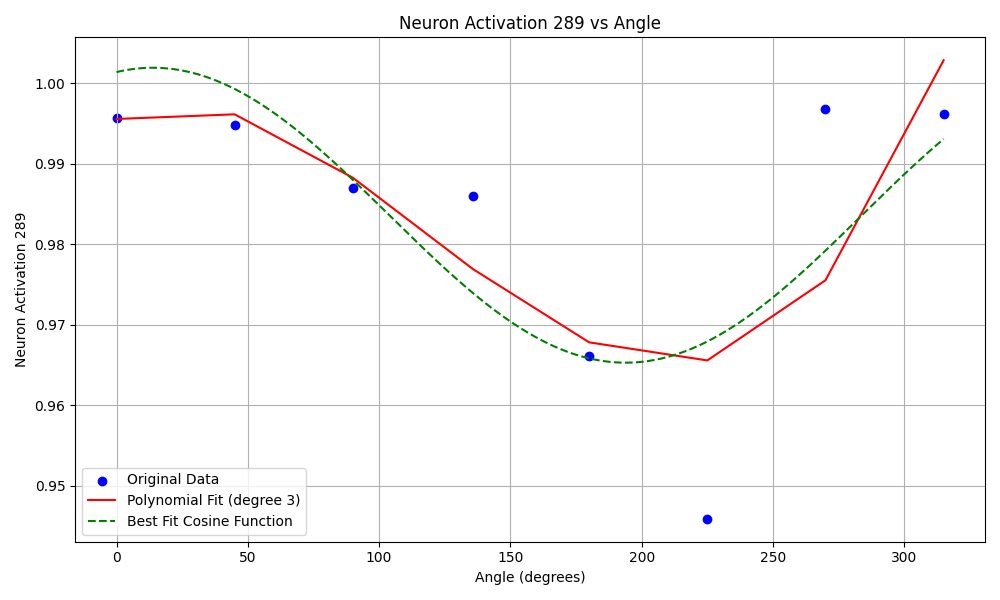 Neuron Activation 289 vs Angle
Neuron Activation 289
1.00
0.99
0.98
0.97
0.96
0.95
Original Data
Polynomial Fit (degree 3)
Best Fit Cosine Function
0 50 100 150 200 250 300
Angle (degrees)